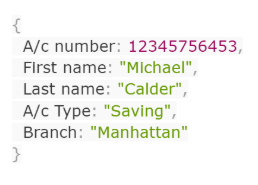 {
A/c number: 12345756453,
First name: "Michael",
Last name: "Calder",
A/c Type: "Saving",
Branch: "Manhattan"
}